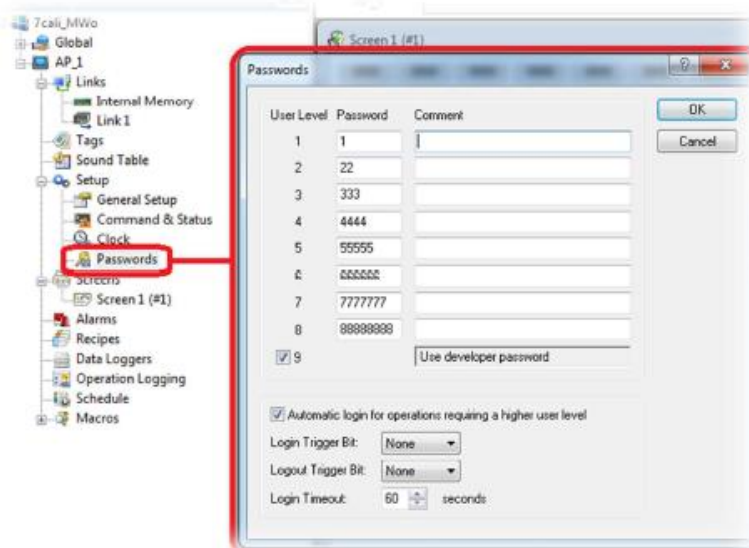 7cali_MWo
Global
AP_1
Links
Internal Memory
Link 1
Tags
Sound Table
Setup
General Setup
Command & Status
Clock
Passwords
Screens
Screen 1 (#1)
Alarms
Recipes
Data Loggers
Operation Logging
Schedule
Macros
Screen 1 (#1)
Passwords
User Level Password Comment
1 1
2 22
3 333
4 4444
5 55555
7 7777777
8 88888888
9 Use developer password
OK
Cancel
Automatic login for operations requiring a higher user level
Login Trigger Bit: None
Logout Trigger Bit: None
Login Timeout: 60 seconds